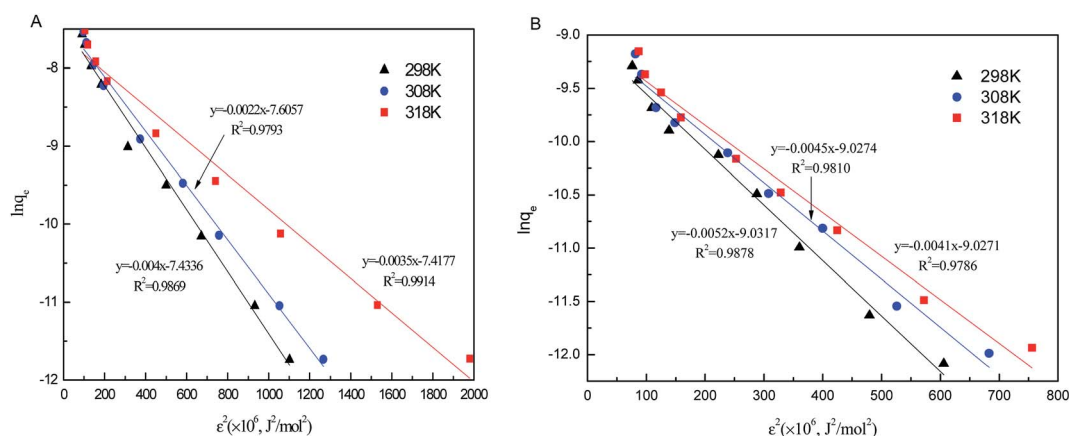 A
298K
308K
318K
y=-0.0022x-7.6057
R²=0.9793
y=-0.004x-7.4336
R²=0.9869
y=-0.0035x-7.4177
R²=0.9914
lnqₑ
-8
-9
-10
-11
-12
0 200 400 600 800 1000 1200 1400 1600 1800 2000
ε²(×10⁶, J²/mol²)
B
298K
308K
318K
y=-0.0045x-9.0274
R²=0.9810
y=-0.0052x-9.0317
R²=0.9878
y=-0.0041x-9.0271
R²=0.9786
lnqₑ
-9.0
-9.5
-10.0
-10.5
-11.0
-11.5
-12.0
0 100 200 300 400 500 600 700 800
ε²(×10⁶, J²/mol²)